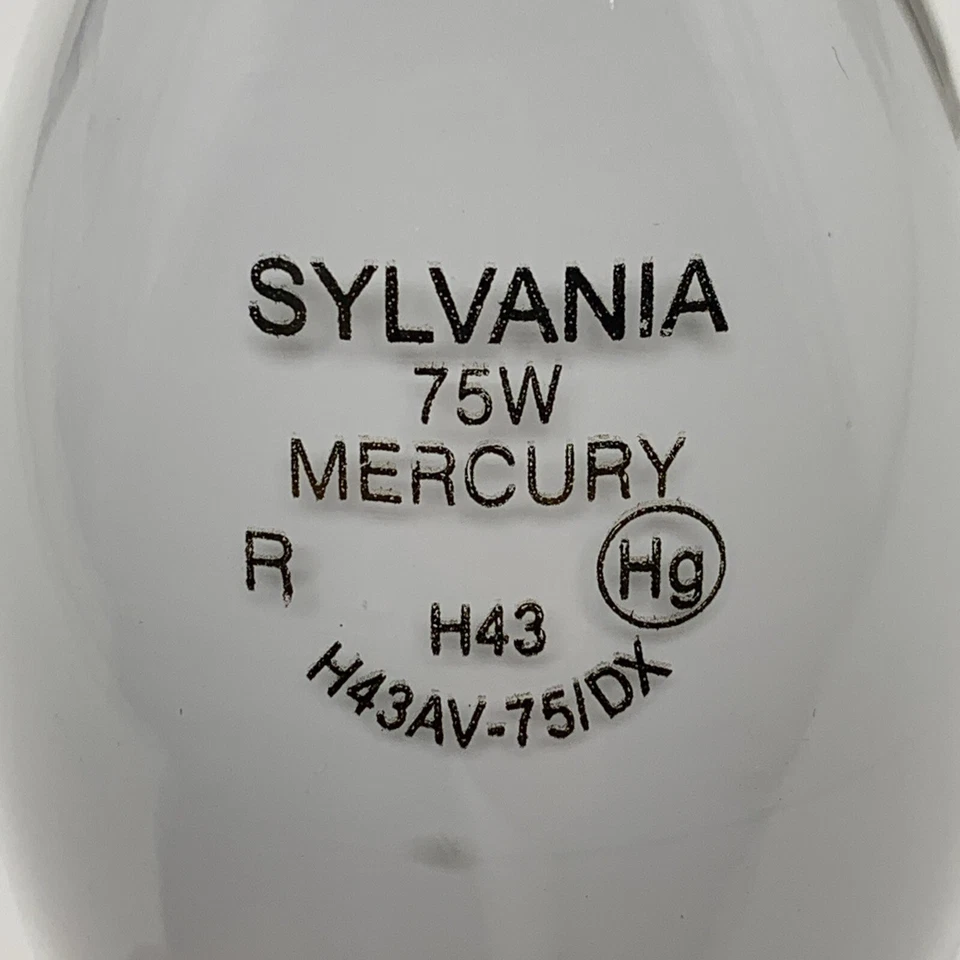 SYLVANIA
75W
MERCURY
R Hg
H43
H43AV-75/DX